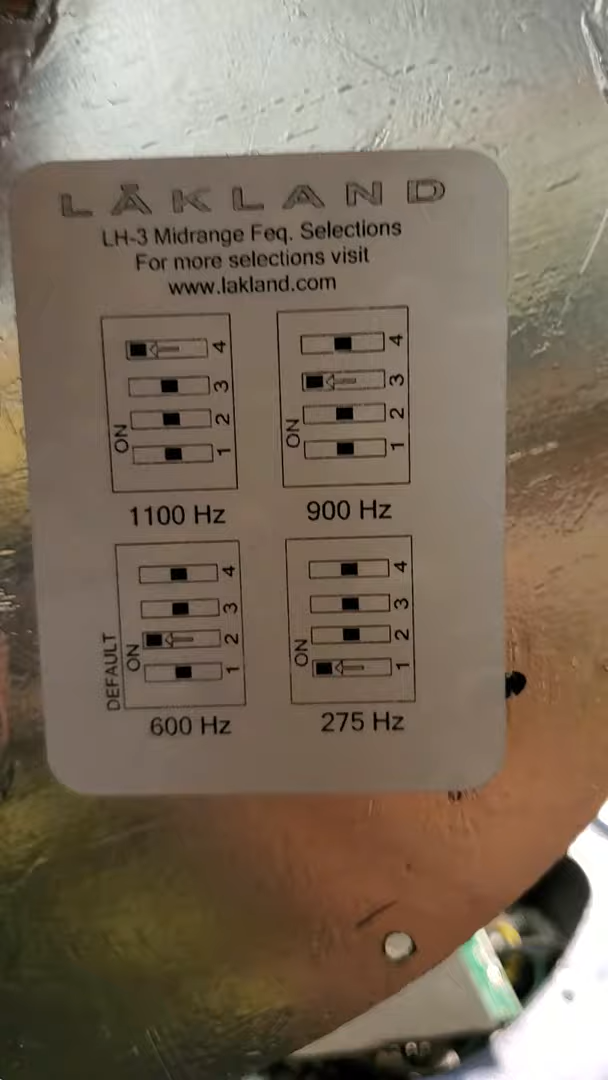 LÅKLAND
LH-3 Midrange Feq. Selections
For more selections visit
www.lakland.com
ON 4 3 2 1
1100 Hz
ON 4 3 2 1
900 Hz
DEFAULT
ON 4 3 2 1
600 Hz
ON 4 3 2 1
275 Hz